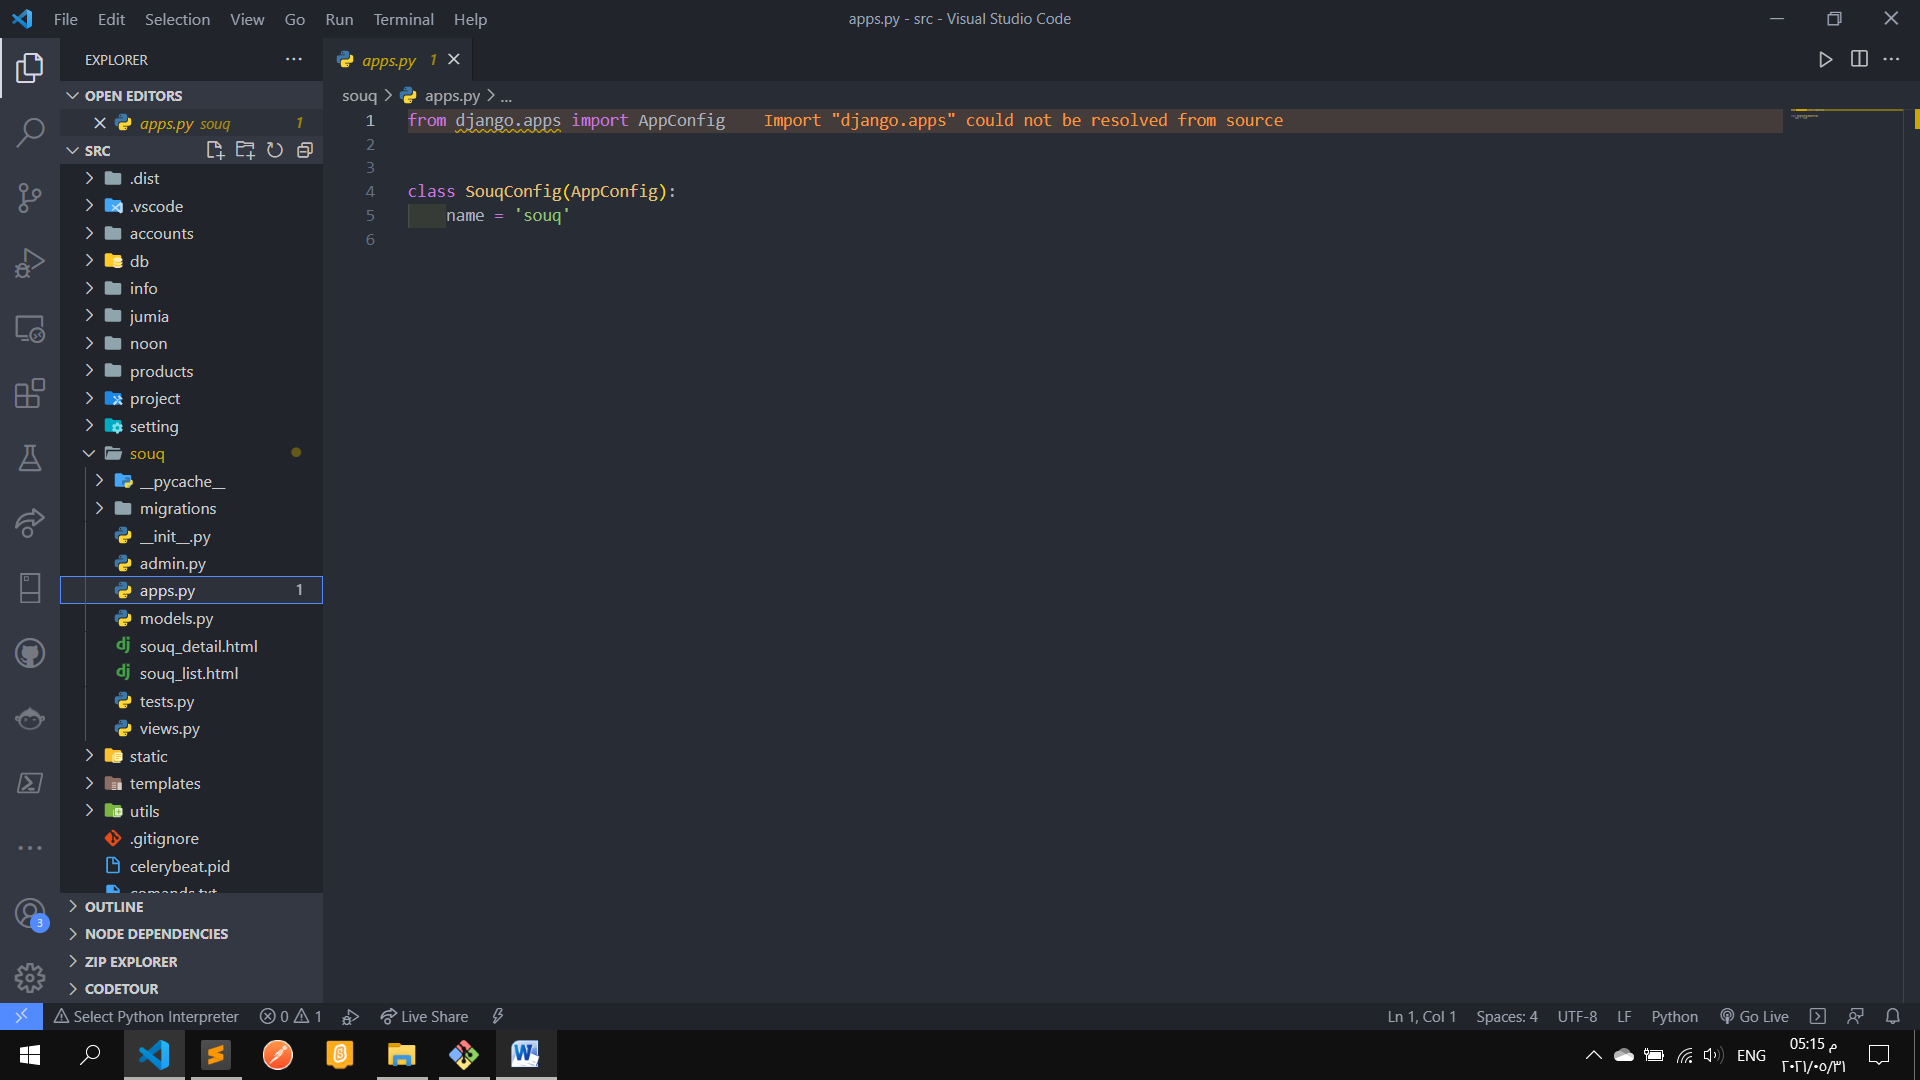 File Edit Selection View Go Run Terminal Help
apps.py - src - Visual Studio Code
EXPLORER
OPEN EDITORS
apps.py souq 1
SRC
.dist
.vscode
accounts
db
info
jumia
noon
products
project
setting
souq
__pycache__
migrations
__init__.py
admin.py
apps.py 1
models.py
dj souq_detail.html
dj souq_list.html
tests.py
views.py
static
templates
utils
.gitignore
celerybeat.pid
comands.txt
OUTLINE
NODE DEPENDENCIES
ZIP EXPLORER
CODETOUR
3
apps.py 1
souq > apps.py > ...
1 from django.apps import AppConfig Import "django.apps" could not be resolved from source
2
3
4 class SouqConfig(AppConfig):
5 name = 'souq'
6
Select Python Interpreter 0 1 Live Share
Ln 1, Col 1 Spaces: 4 UTF-8 LF Python Go Live
ENG
05:15 م
٢٠٢١/٠٥/٣١